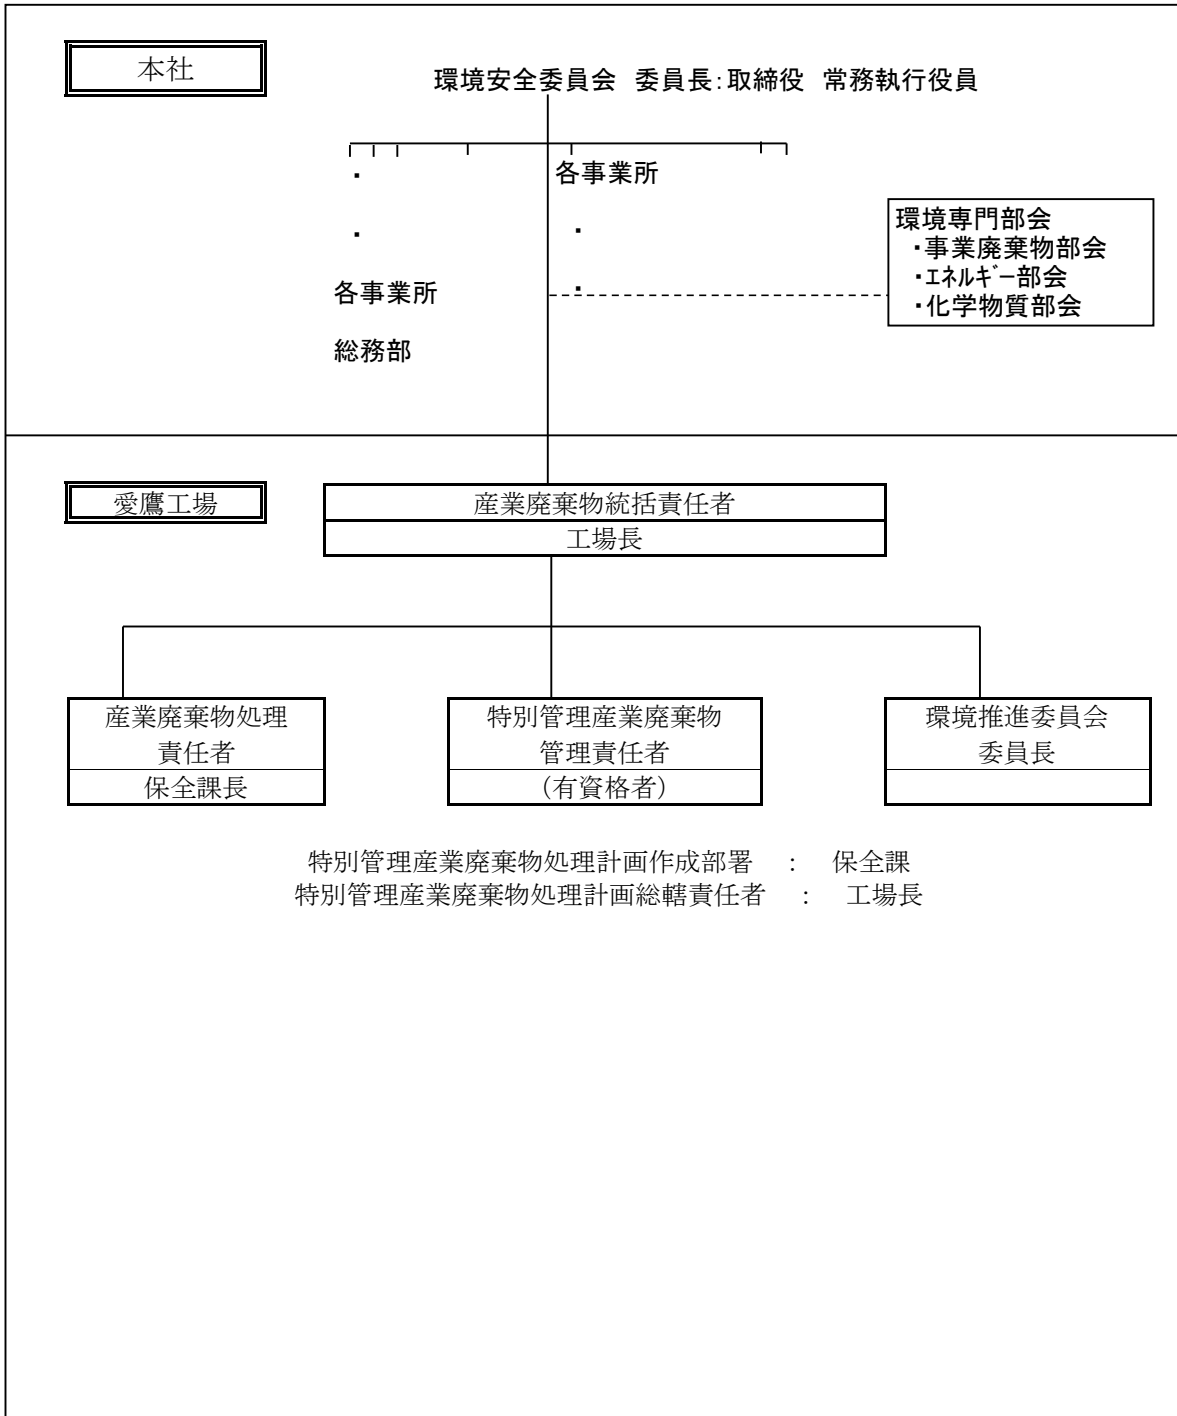 本社
環境安全委員会　委員長：取締役　常務執行役員
・
各事業所
・
・
各事業所
・
総務部
環境専門部会
・事業廃棄物部会
・エネルギー部会
・化学物質部会
愛鷹工場
産業廃棄物統括責任者
工場長
産業廃棄物処理
責任者
保全課長
特別管理産業廃棄物
管理責任者
（有資格者）
環境推進委員会
委員長
特別管理産業廃棄物処理計画作成部署　：　保全課
特別管理産業廃棄物処理計画総轄責任者　：　工場長